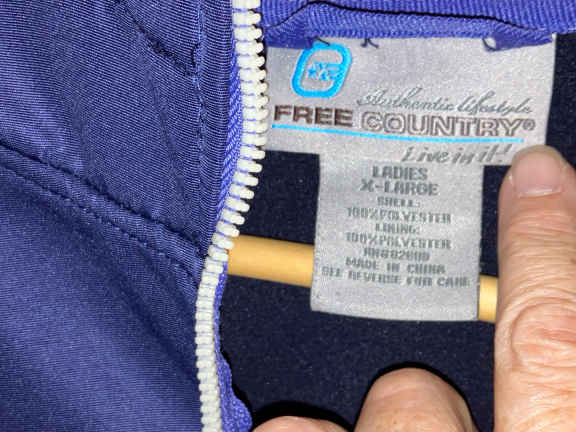 Authentic lifestyle
FREE COUNTRY®
Live in it!
LADIES
X-LARGE
SHELL:
100%POLYESTER
LINING:
100%POLYESTER
MADE IN CHINA
SEE REVERSE FOR CARE